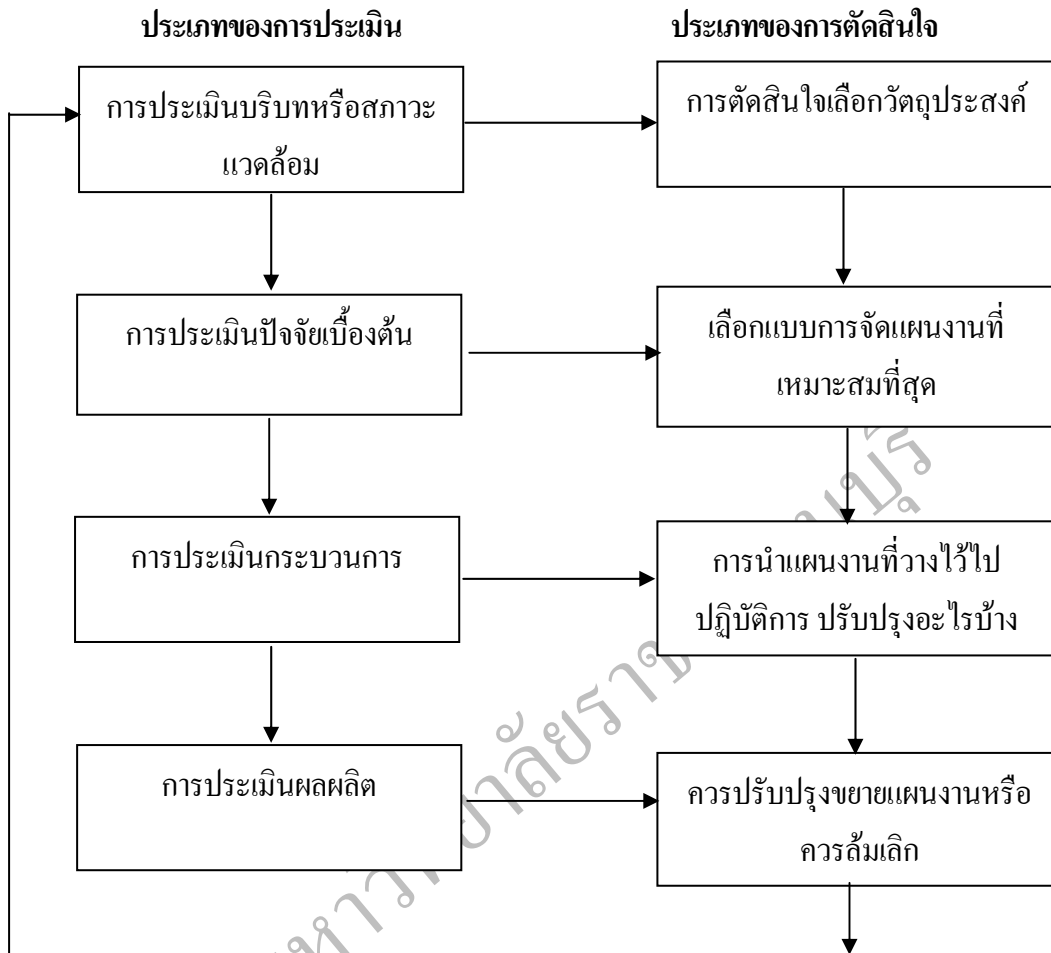 ประเภทของการประเมิน
ประเภทของการตัดสินใจ
การประเมินบริบทหรือสภาวะ
แวดล้อม
การตัดสินใจเลือกวัตถุประสงค์
การประเมินปัจจัยเบื้องต้น
เลือกแบบการจัดแผนงานที่
เหมาะสมที่สุด
การประเมินกระบวนการ
การนำแผนงานที่วางไว้ไป
ปฏิบัติการ ปรับปรุงอะไรบ้าง
การประเมินผลผลิต
ควรปรับปรุงขยายแผนงานหรือ
ควรล้มเลิก